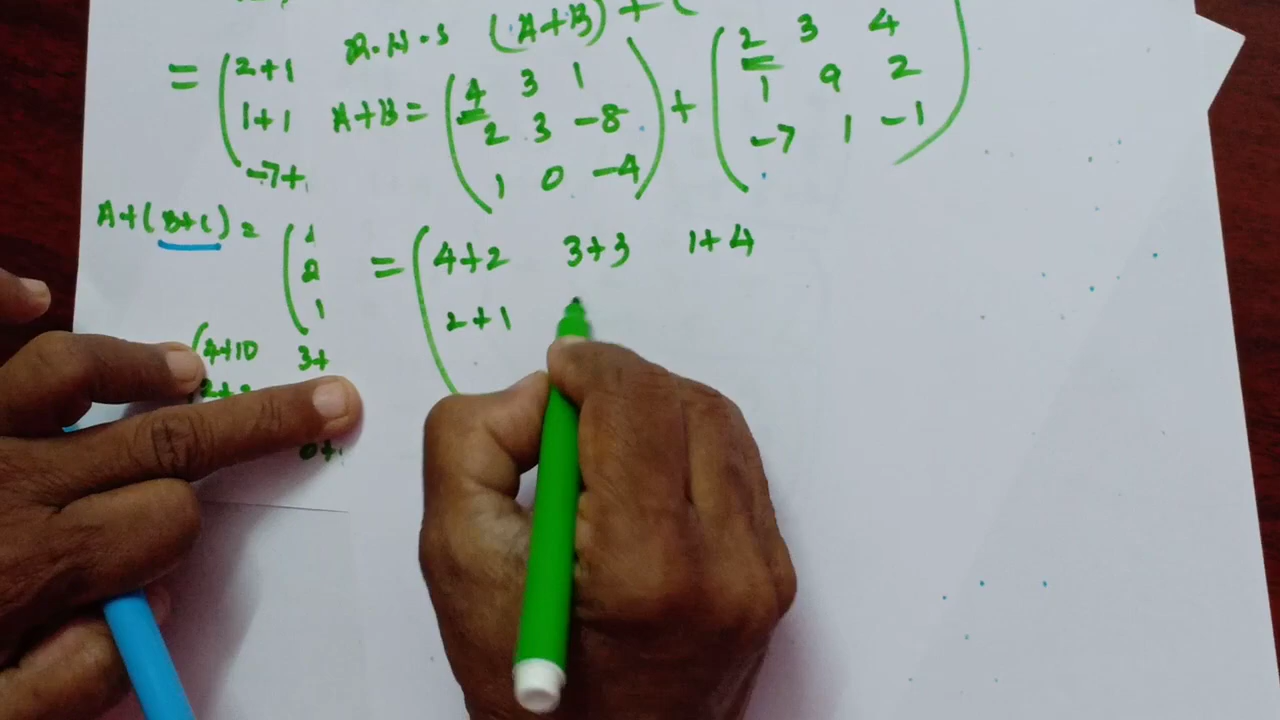 R.H.S (A+B) + (
= ( 2+1
1+1
-7+
A+B = ( 4 3 1
2 3 -8
1 0 -4 ) + ( 2 3 4
1 9 2
-7 1 -1 )
A+(B+C) = (
2
1
4+10 3+
0+
= ( 4+2 3+3 1+4
2+1